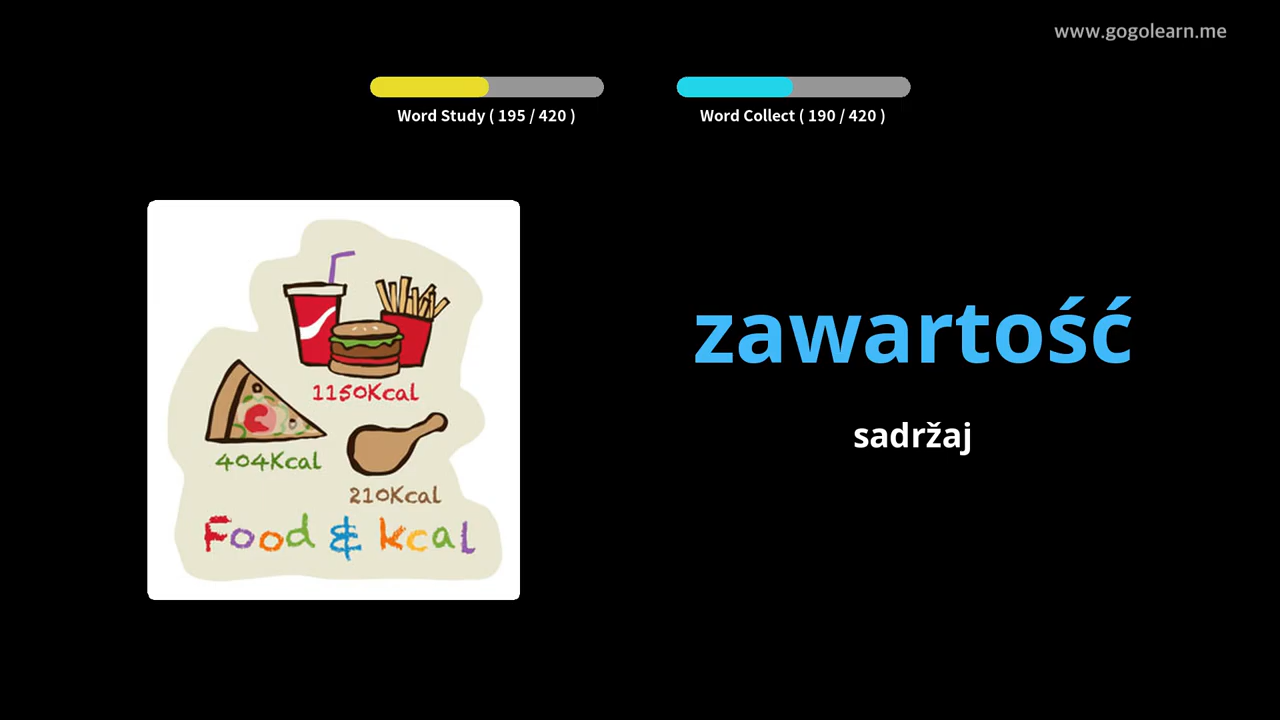 www.gogolearn.me
Word Study ( 195 / 420 )
Word Collect ( 190 / 420 )
1150Kcal
404Kcal
210Kcal
Food & kcal
zawartość
sadržaj